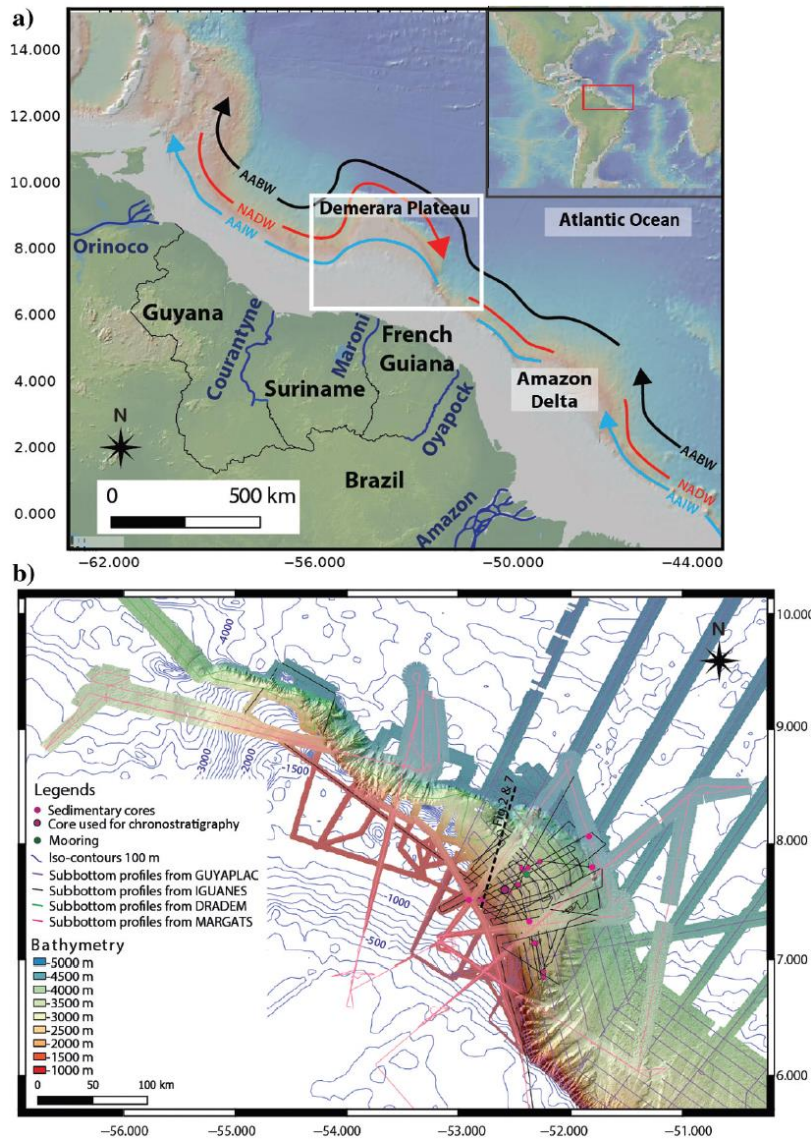 a)
14.000
12.000
10.000
8.000
6.000
4.000
2.000
0.000
AABW
NADW
AAIW
Demerara Plateau
Atlantic Ocean
Orinoco
Guyana
Courantyne
Suriname
Maroni
French
Guiana
Oyapock
Amazon
Delta
AABW
NADW
AAIW
N
Brazil
Amazon
0 500 km
−62.000 −56.000 −50.000 −44.000
b)
10.000
9.000
8.000
7.000
6.000
N
-4000
-3000
-2000
-1500
-1000
-500
Fig 2 & 7
Legends
Sedimentary cores
Core used for chronostratigraphy
Mooring
Iso-contours 100 m
Subbottom profiles from GUYAPLAC
Subbottom profiles from IGUANES
Subbottom profiles from DRADEM
Subbottom profiles from MARGATS
Bathymetry
-5000 m
-4500 m
-4000 m
-3500 m
-3000 m
-2500 m
-2000 m
-1500 m
-1000 m
0 50 100 km
−56.000 −55.000 −54.000 −53.000 −52.000 −51.000